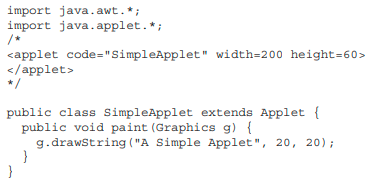 import java.awt.*;
import java.applet.*;
/*
<applet code="SimpleApplet" width=200 height=60>
</applet>
*/
public class SimpleApplet extends Applet {
public void paint(Graphics g) {
g.drawString("A Simple Applet", 20, 20);
}
}